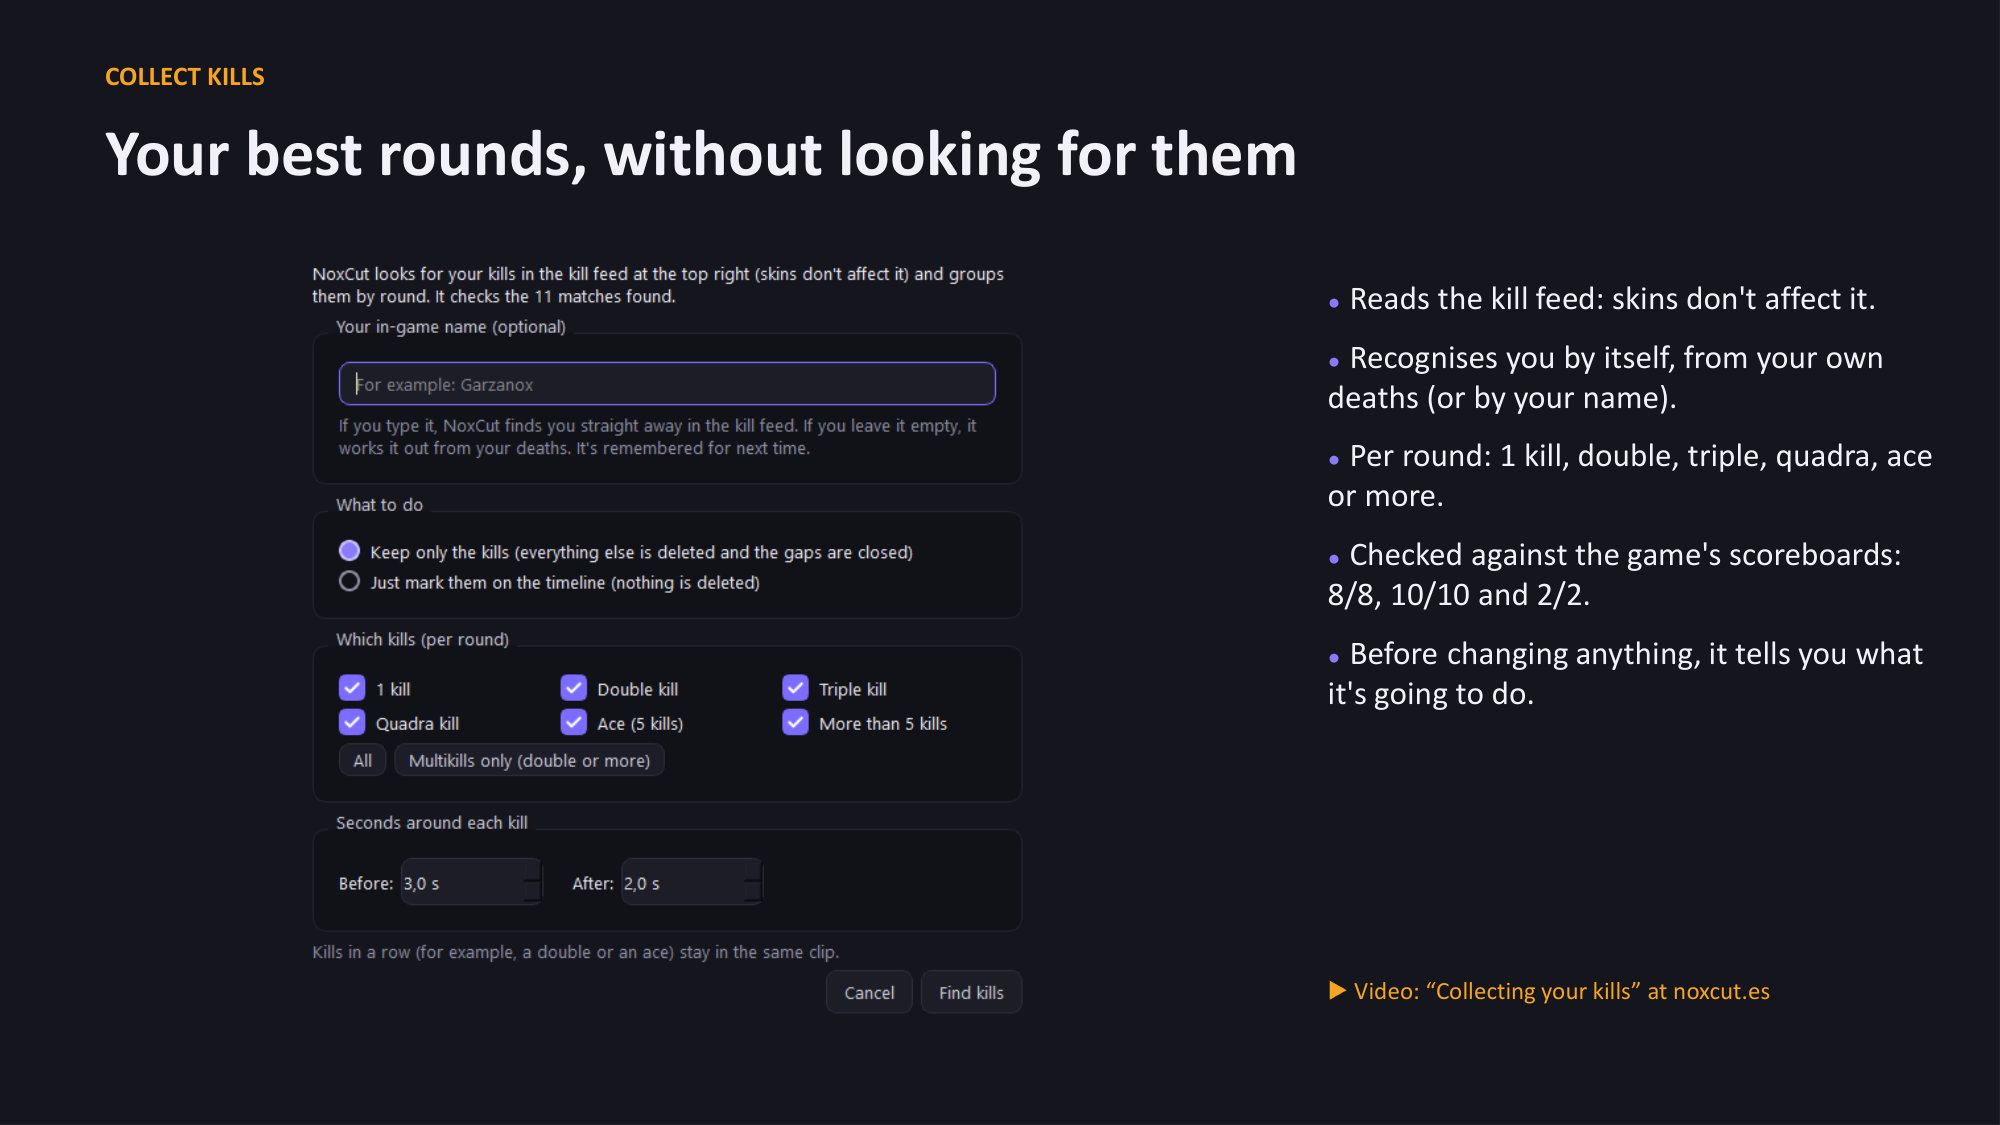 COLLECT KILLS
Your best rounds, without looking for them
NoxCut looks for your kills in the kill feed at the top right (skins don't affect it) and groups
them by round. It checks the 11 matches found.
Your in-game name (optional)
For example: Garzanox
If you type it, NoxCut finds you straight away in the kill feed. If you leave it empty, it
works it out from your deaths. It's remembered for next time.
What to do
Keep only the kills (everything else is deleted and the gaps are closed)
Just mark them on the timeline (nothing is deleted)
Which kills (per round)
1 kill Double kill Triple kill
Quadra kill Ace (5 kills) More than 5 kills
All Multikills only (double or more)
Seconds around each kill
Before: 3,0 s After: 2,0 s
Kills in a row (for example, a double or an ace) stay in the same clip.
Cancel Find kills
• Reads the kill feed: skins don't affect it.
• Recognises you by itself, from your own
deaths (or by your name).
• Per round: 1 kill, double, triple, quadra, ace
or more.
• Checked against the game's scoreboards:
8/8, 10/10 and 2/2.
• Before changing anything, it tells you what
it's going to do.
▶ Video: “Collecting your kills” at noxcut.es